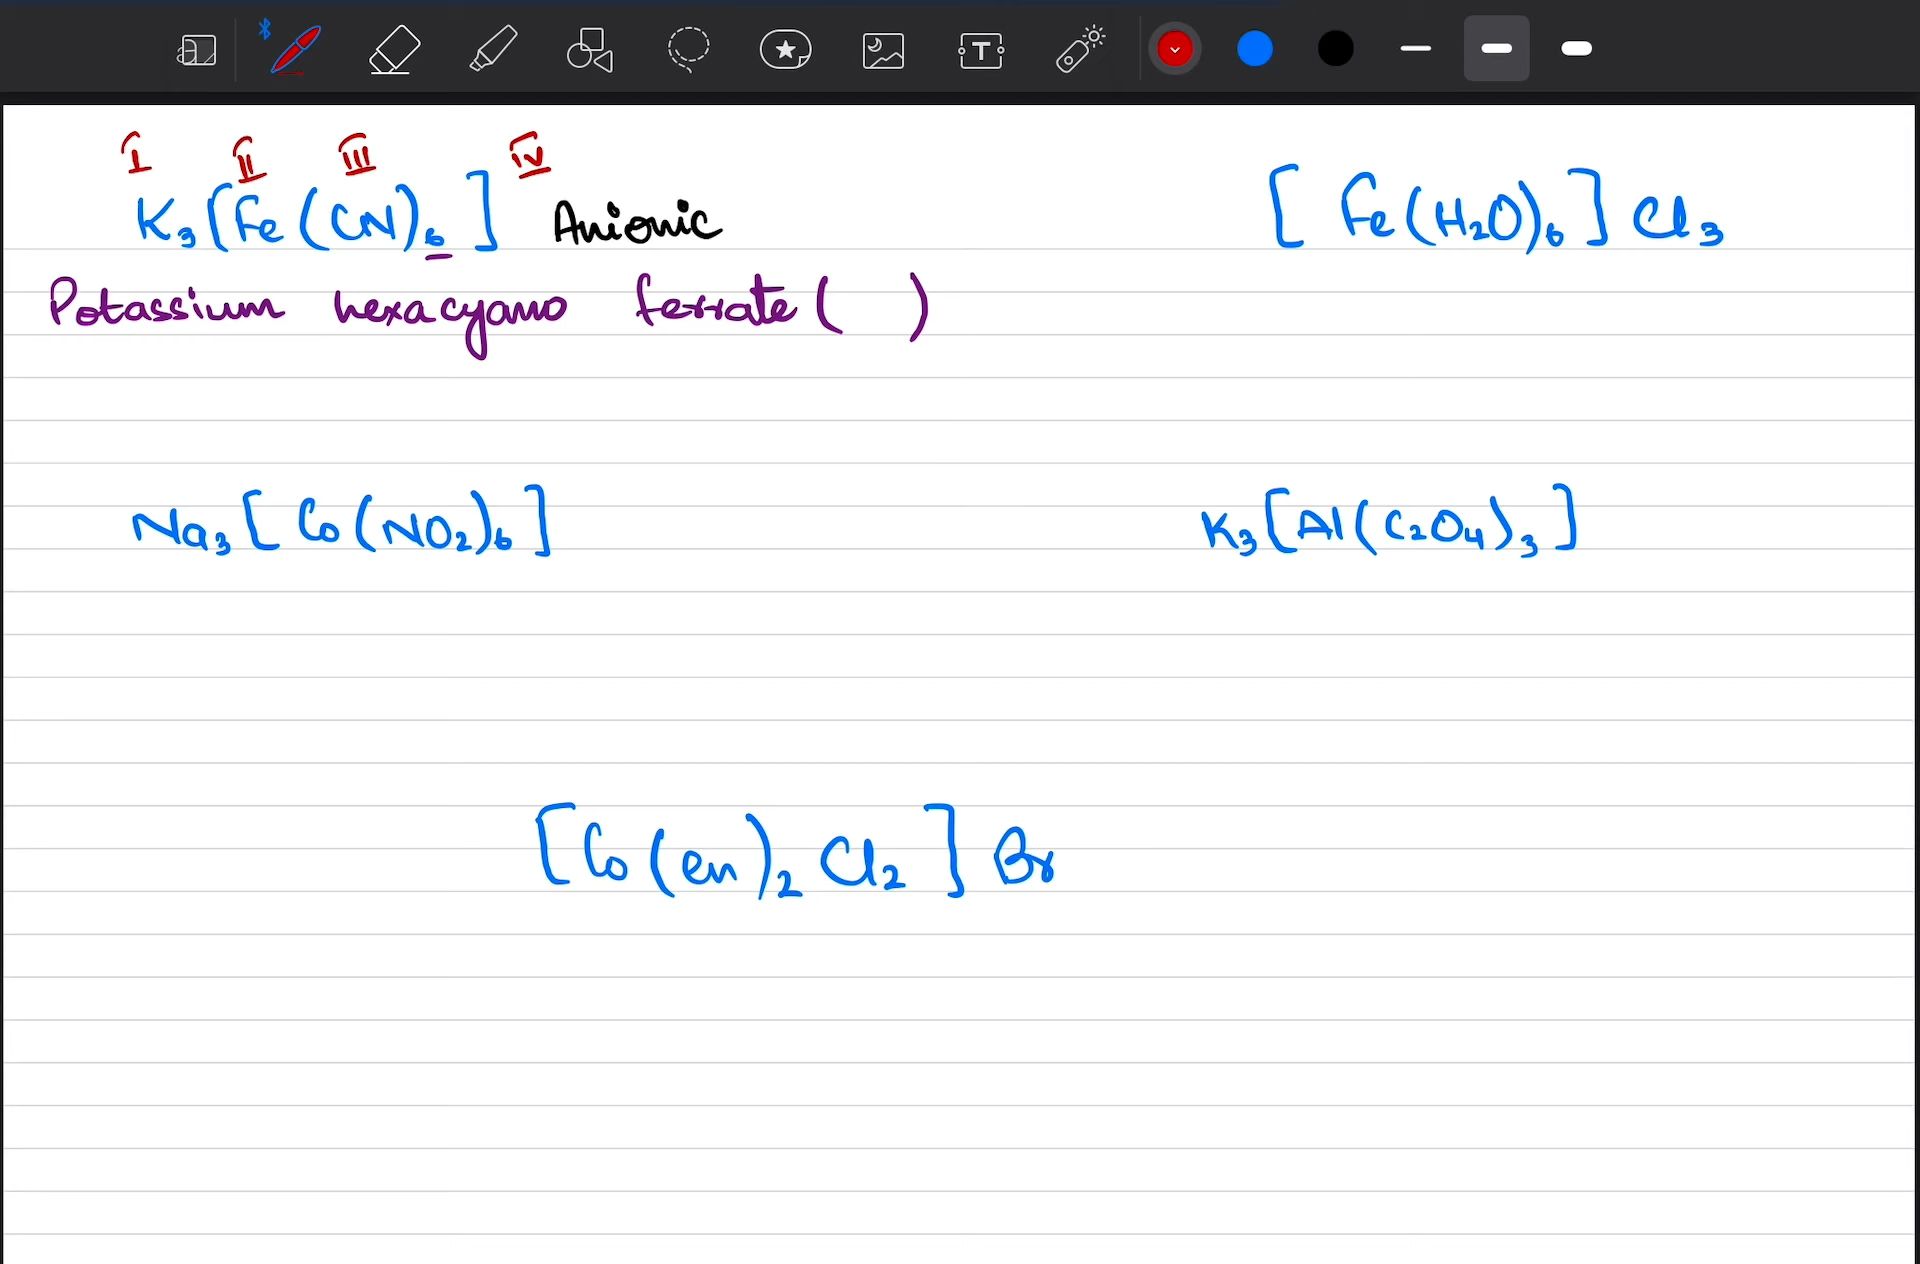 I II III IV
K₃[Fe(CN)₆] Anionic
Potassium hexacyano ferrate( )
[Fe(H₂O)₆]Cl₃
Na₃[Co(NO₂)₆]
K₃[Al(C₂O₄)₃]
[Co(en)₂Cl₂]Br